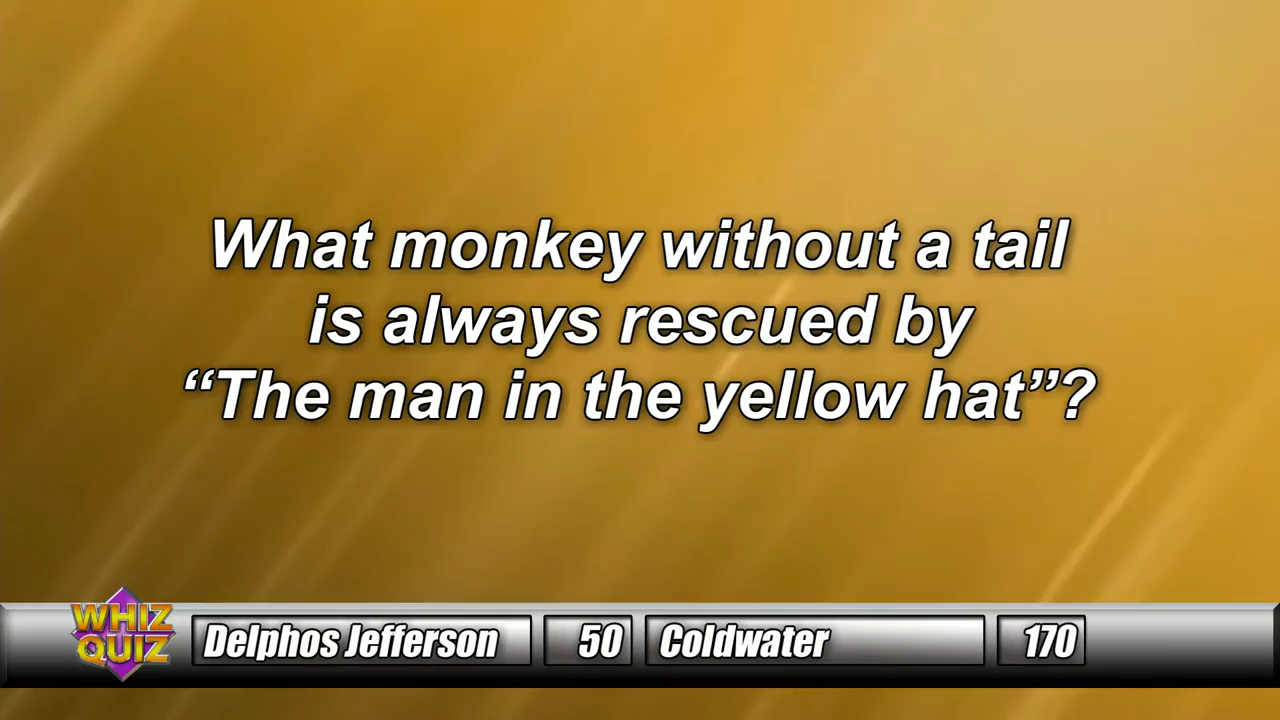 What monkey without a tail
is always rescued by
“The man in the yellow hat”?
WHIZ
QUIZ
Delphos Jefferson 50 Coldwater 170